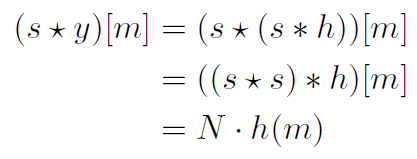 (s ⋆ y)[m] = (s ⋆ (s ∗ h))[m]
= ((s ⋆ s) ∗ h)[m]
= N · h(m)